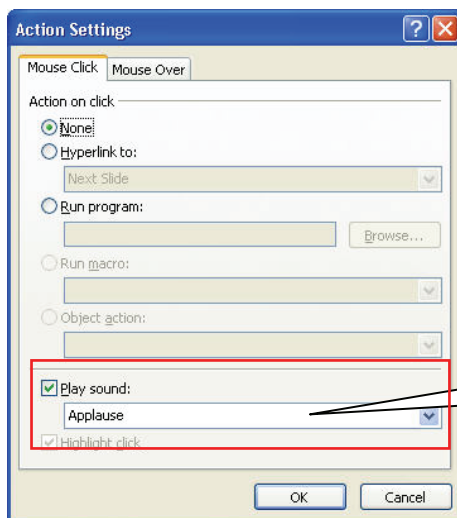 Action Settings
Mouse Click Mouse Over
Action on click
None
Hyperlink to:
Next Slide
Run program:
Browse...
Run macro:
Object action:
Play sound:
Applause
Highlight click
OK Cancel